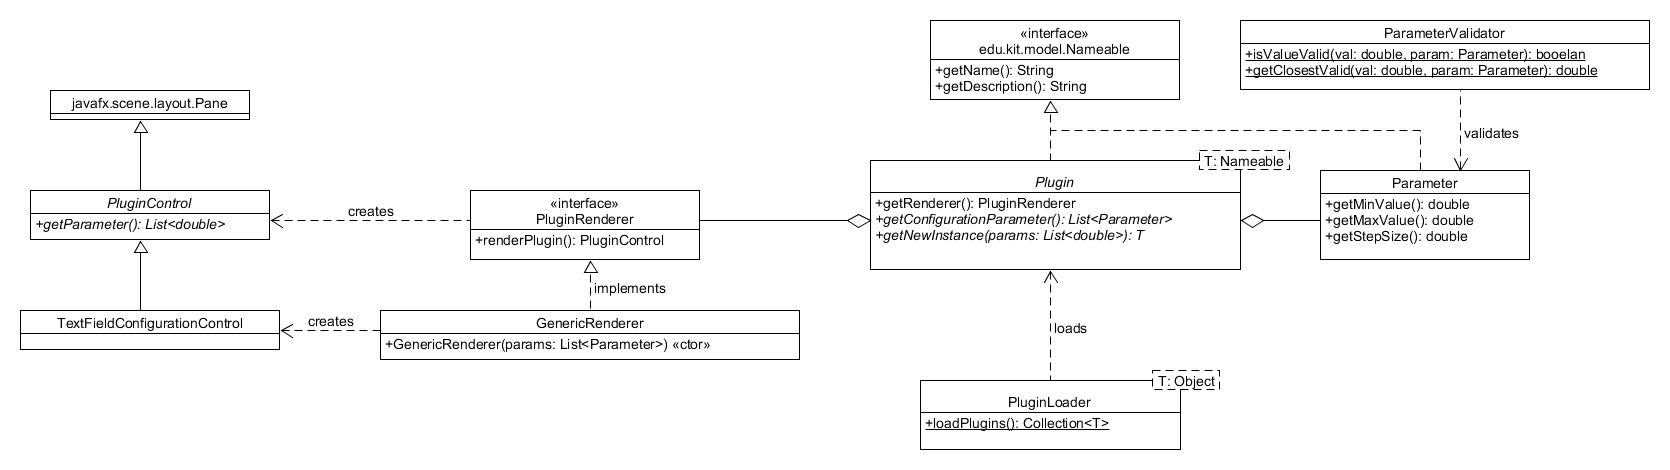 «interface»
edu.kit.model.Nameable
+getName(): String
+getDescription(): String
ParameterValidator
+isValueValid(val: double, param: Parameter): booelan
+getClosestValid(val: double, param: Parameter): double
javafx.scene.layout.Pane
validates
T: Nameable
PluginControl
+getParameter(): List<double>
creates
«interface»
PluginRenderer
+renderPlugin(): PluginControl
Plugin
+getRenderer(): PluginRenderer
+getConfigurationParameter(): List<Parameter>
+getNewInstance(params: List<double>): T
Parameter
+getMinValue(): double
+getMaxValue(): double
+getStepSize(): double
implements
TextFieldConfigurationControl
creates
GenericRenderer
+GenericRenderer(params: List<Parameter>) «ctor»
loads
T: Object
PluginLoader
+loadPlugins(): Collection<T>